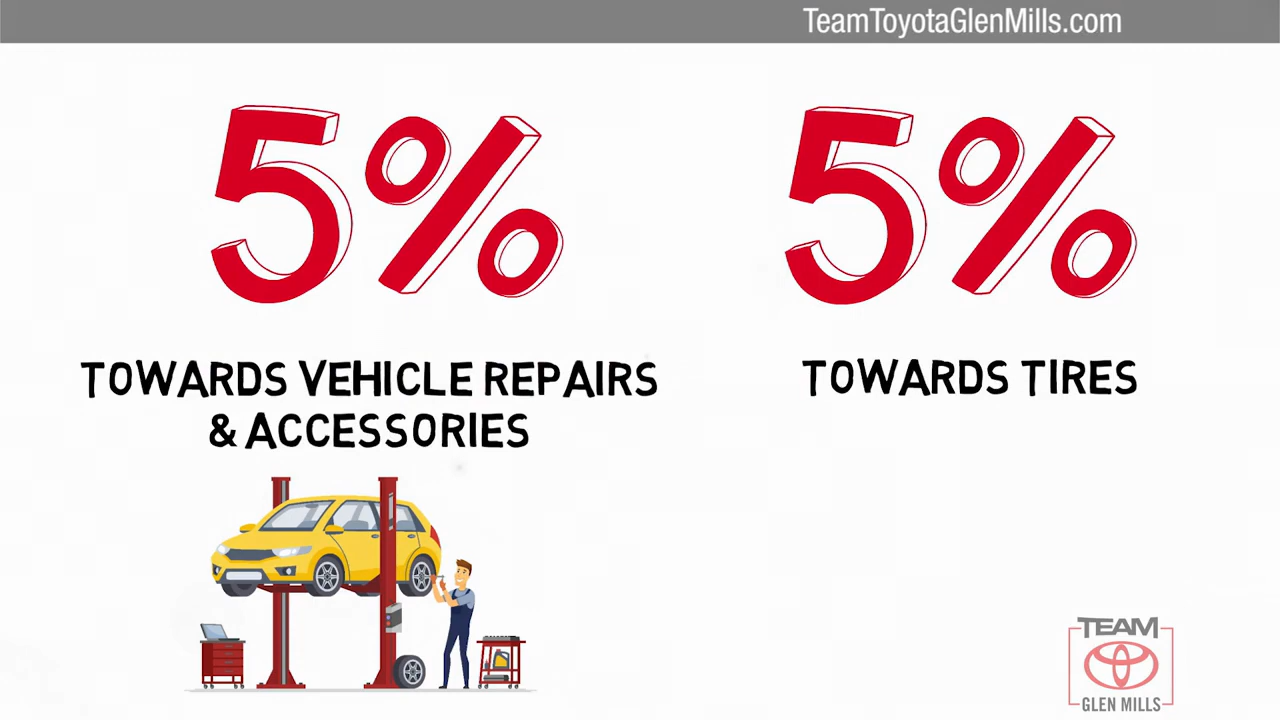 TeamToyotaGlenMills.com
5%
TOWARDS VEHICLE REPAIRS
& ACCESSORIES
5%
TOWARDS TIRES
TEAM
GLEN MILLS